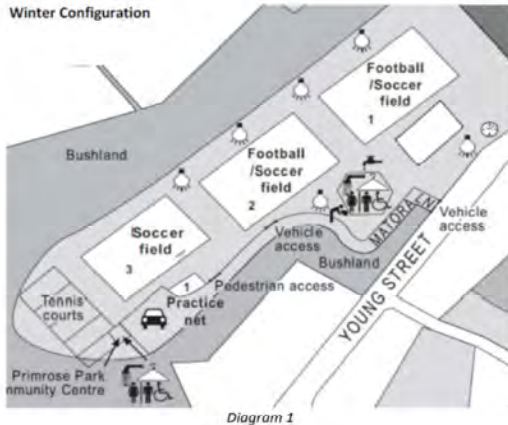 Winter Configuration
Football
/Soccer
field
1
Bushland
Football
/Soccer
field
2
Soccer
field
3
MATORA LN
Vehicle
access
Vehicle
access
Bushland
YOUNG STREET
1
Pedestrian access
Practice
net
Tennis
courts
Primrose Park
mmunity Centre
Diagram 1